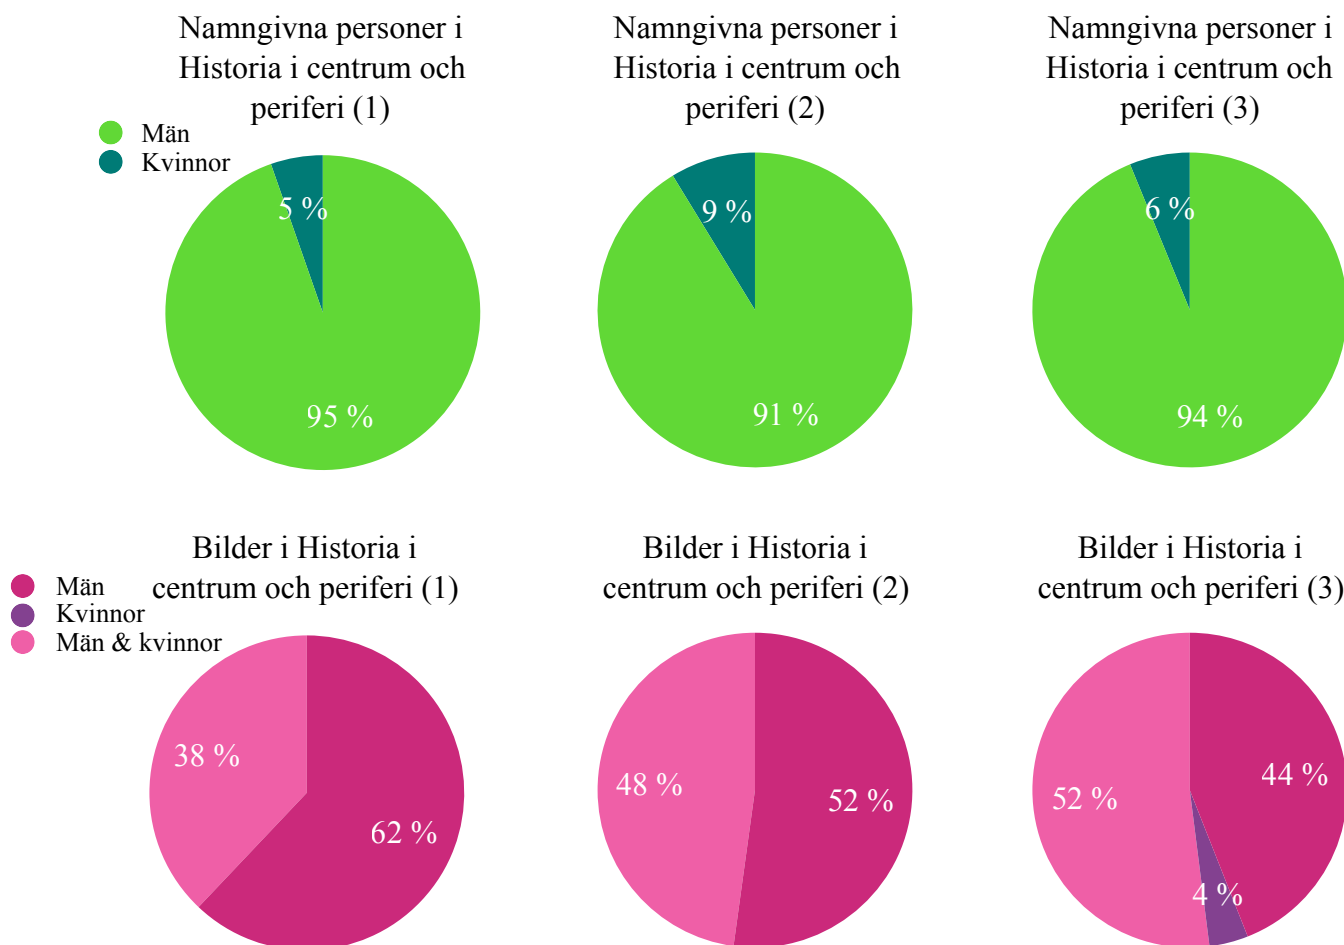 Namngivna personer i
Historia i centrum och
periferi (1)
Namngivna personer i
Historia i centrum och
periferi (2)
Namngivna personer i
Historia i centrum och
periferi (3)
Män
Kvinnor
5 %
95 %
9 %
91 %
6 %
94 %
Bilder i Historia i
centrum och periferi (1)
Bilder i Historia i
centrum och periferi (2)
Bilder i Historia i
centrum och periferi (3)
Män
Kvinnor
Män & kvinnor
38 %
62 %
48 %
52 %
52 %
44 %
4 %